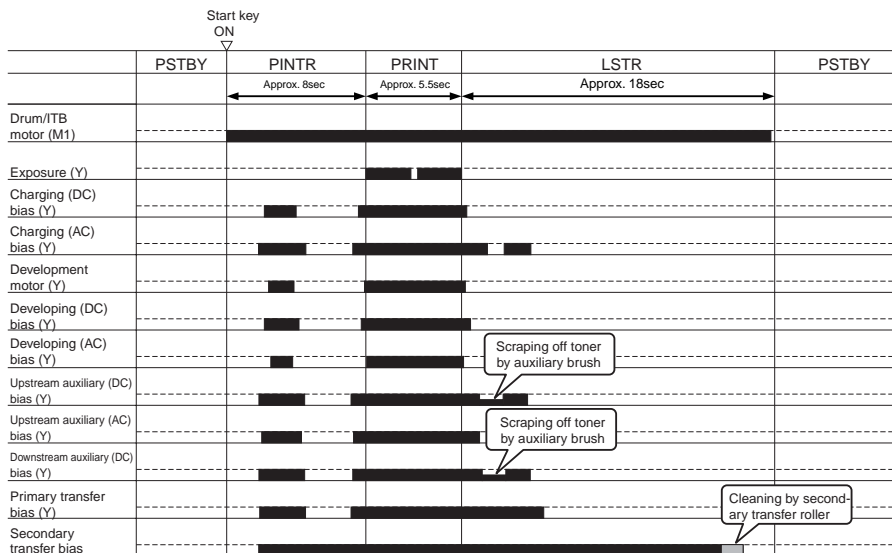 Start key
ON
PSTBY PINTR PRINT LSTR PSTBY
Approx. 8sec Approx. 5.5sec Approx. 18sec
Drum/ITB
motor (M1)
Exposure (Y)
Charging (DC)
bias (Y)
Charging (AC)
bias (Y)
Development
motor (Y)
Developing (DC)
bias (Y)
Developing (AC)
bias (Y)
Scraping off toner
by auxiliary brush
Upstream auxiliary (DC)
bias (Y)
Upstream auxiliary (AC)
bias (Y)
Scraping off toner
by auxiliary brush
Downstream auxiliary (DC)
bias (Y)
Primary transfer
bias (Y)
Cleaning by second-
ary transfer roller
Secondary
transfer bias